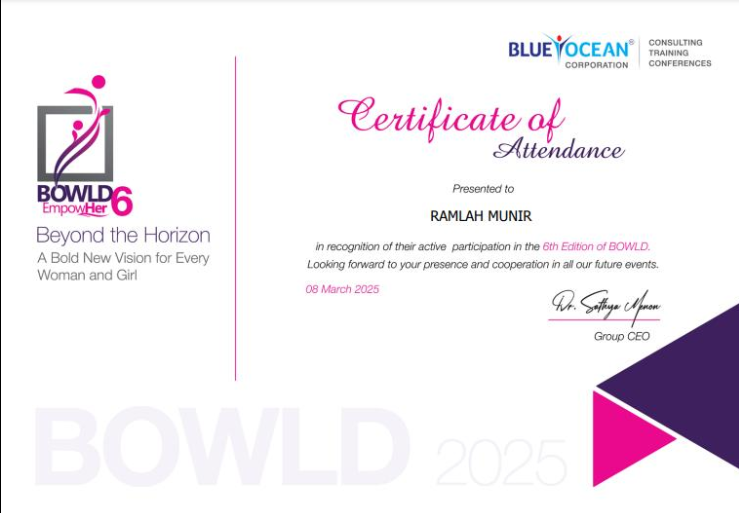 BLUE OCEAN®
CORPORATION
CONSULTING
TRAINING
CONFERENCES
BOWLD6
EmpowHer
Beyond the Horizon
A Bold New Vision for Every
Woman and Girl
Certificate of
Attendance
Presented to
RAMLAH MUNIR
in recognition of their active participation in the 6th Edition of BOWLD.
Looking forward to your presence and cooperation in all our future events.
08 March 2025
Dr. Sathya Menon
Group CEO
BOWLD 2025